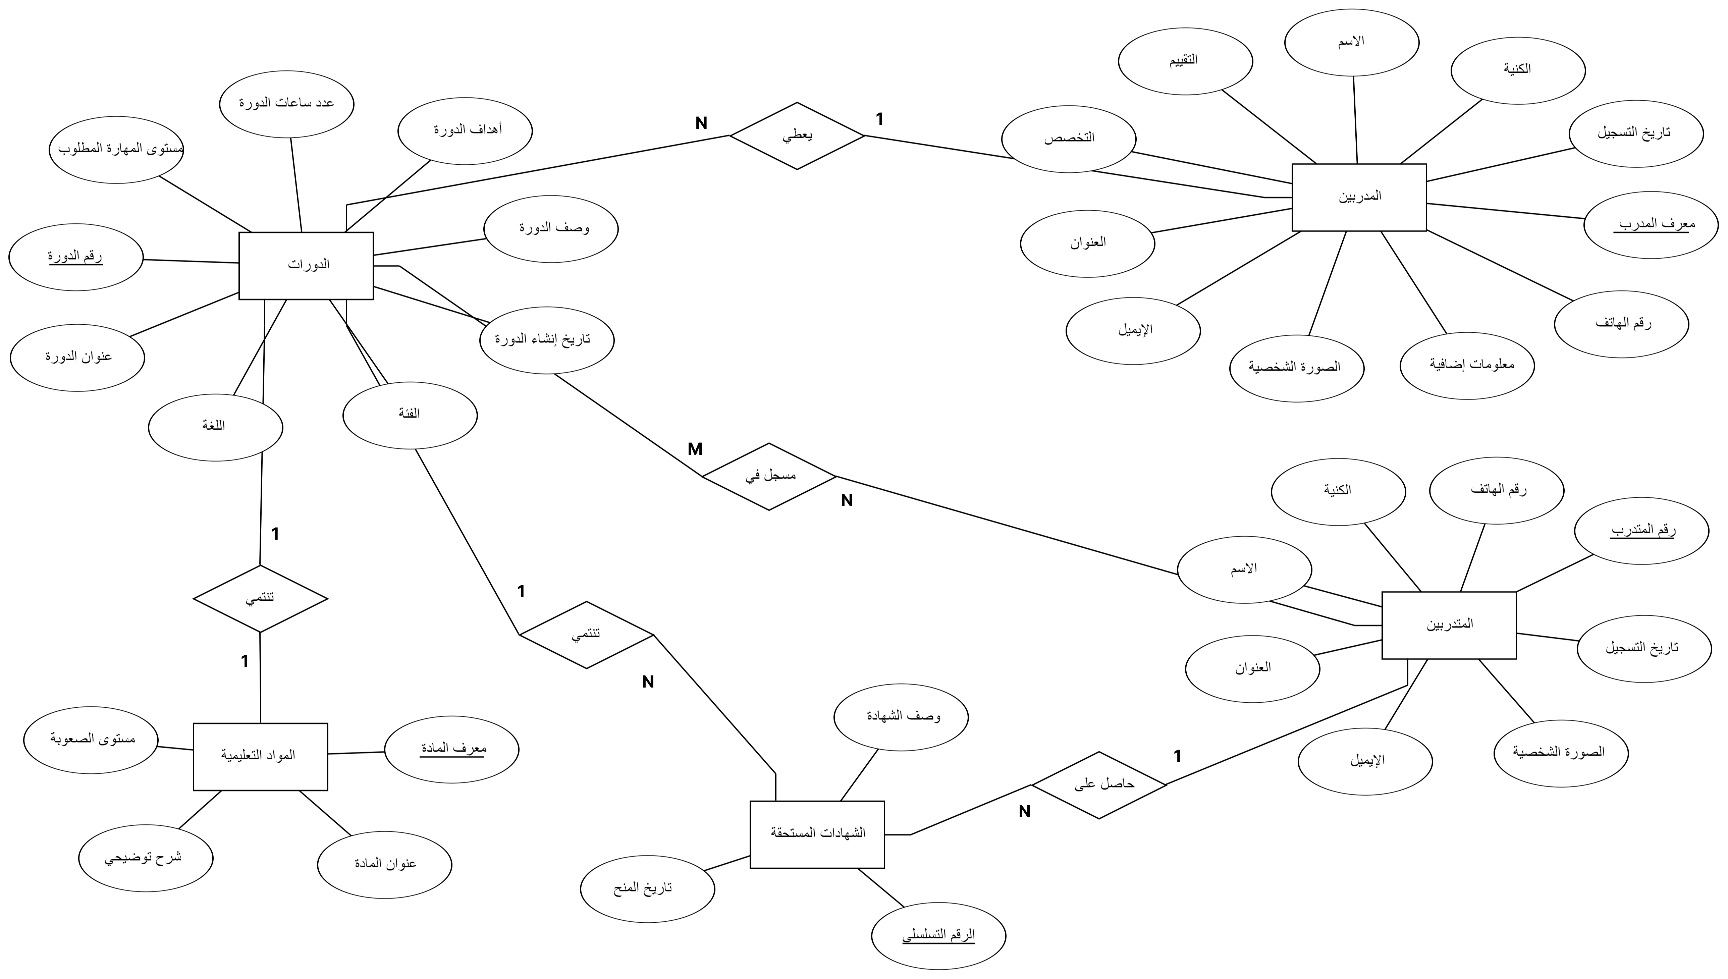 الاسم
التقييم
الكنية
عدد ساعات الدورة
أهداف الدورة
N
1
يعطي
التخصص
تاريخ التسجيل
مستوى المهارة المطلوب
المدربين
معرف المدرب
وصف الدورة
العنوان
رقم الدورة
الدورات
رقم الهاتف
الإيميل
تاريخ إنشاء الدورة
عنوان الدورة
الصورة الشخصية
معلومات إضافية
الفئة
اللغة
M
مسجل في
N
الكنية
رقم الهاتف
رقم المتدرب
1
الاسم
1
تنتمي
تنتمي
المتدربين
تاريخ التسجيل
1
N
العنوان
وصف الشهادة
مستوى الصعوبة
معرف المادة
المواد التعليمية
1
الصورة الشخصية
الإيميل
حاصل على
N
الشهادات المستحقة
شرح توضيحي
عنوان المادة
تاريخ المنح
الرقم التسلسلي